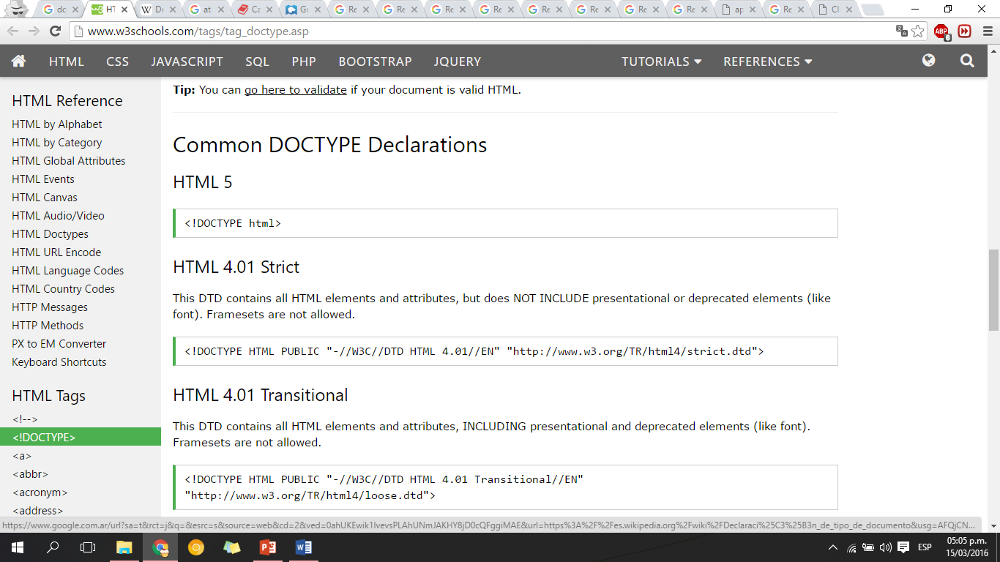 dc
HT
De
at
Ca
Gu
Re
Re
Re
Re
Re
Re
Re
Re
ap
Re
Cl
www.w3schools.com/tags/tag_doctype.asp
ABP
6
HTML CSS JAVASCRIPT SQL PHP BOOTSTRAP JQUERY TUTORIALS REFERENCES
HTML Reference
HTML by Alphabet
HTML by Category
HTML Global Attributes
HTML Events
HTML Canvas
HTML Audio/Video
HTML Doctypes
HTML URL Encode
HTML Language Codes
HTML Country Codes
HTTP Messages
HTTP Methods
PX to EM Converter
Keyboard Shortcuts
HTML Tags
<!-->
<!DOCTYPE>
<a>
<abbr>
<acronym>
<address>
Tip: You can go here to validate if your document is valid HTML.
Common DOCTYPE Declarations
HTML 5
<!DOCTYPE html>
HTML 4.01 Strict
This DTD contains all HTML elements and attributes, but does NOT INCLUDE presentational or deprecated elements (like
font). Framesets are not allowed.
<!DOCTYPE HTML PUBLIC "-//W3C//DTD HTML 4.01//EN" "http://www.w3.org/TR/html4/strict.dtd">
HTML 4.01 Transitional
This DTD contains all HTML elements and attributes, INCLUDING presentational and deprecated elements (like font).
Framesets are not allowed.
<!DOCTYPE HTML PUBLIC "-//W3C//DTD HTML 4.01 Transitional//EN"
"http://www.w3.org/TR/html4/loose.dtd">
https://www.google.com.ar/url?sa=t&rct=j&q=&esrc=s&source=web&cd=2&ved=0ahUKEwik1IvevsPLAhUNmJAKHY8jD0cQFggiMAE&url=https%3A%2F%2Fes.wikipedia.org%2Fwiki%2FDeclaraci%25C3%25B3n_de_tipo_de_documento&usg=AFQjCN...
ESP
05:05 p.m.
15/03/2016